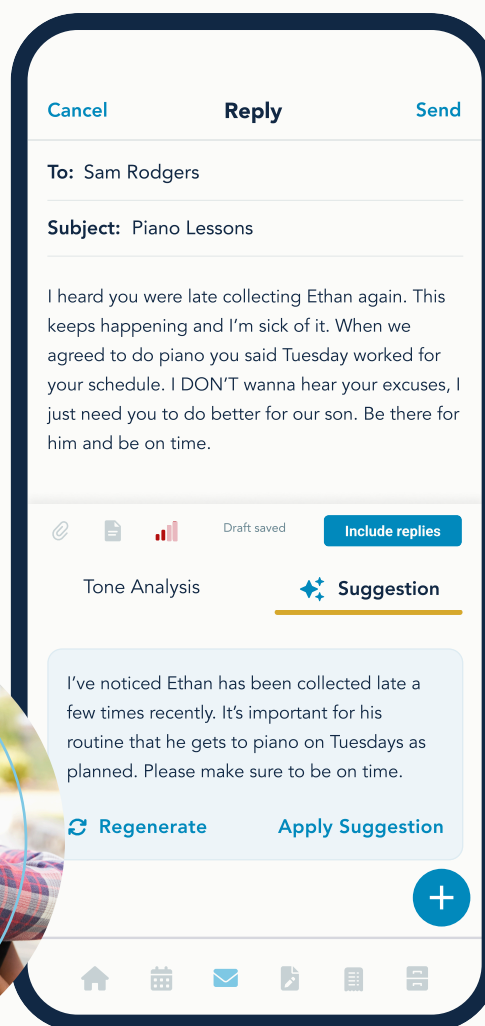 Cancel Reply Send
To: Sam Rodgers
Subject: Piano Lessons
I heard you were late collecting Ethan again. This
keeps happening and I’m sick of it. When we
agreed to do piano you said Tuesday worked for
your schedule. I DON’T wanna hear your excuses, I
just need you to do better for our son. Be there for
him and be on time.
Draft saved Include replies
Tone Analysis Suggestion
I’ve noticed Ethan has been collected late a
few times recently. It’s important for his
routine that he gets to piano on Tuesdays as
planned. Please make sure to be on time.
Regenerate Apply Suggestion